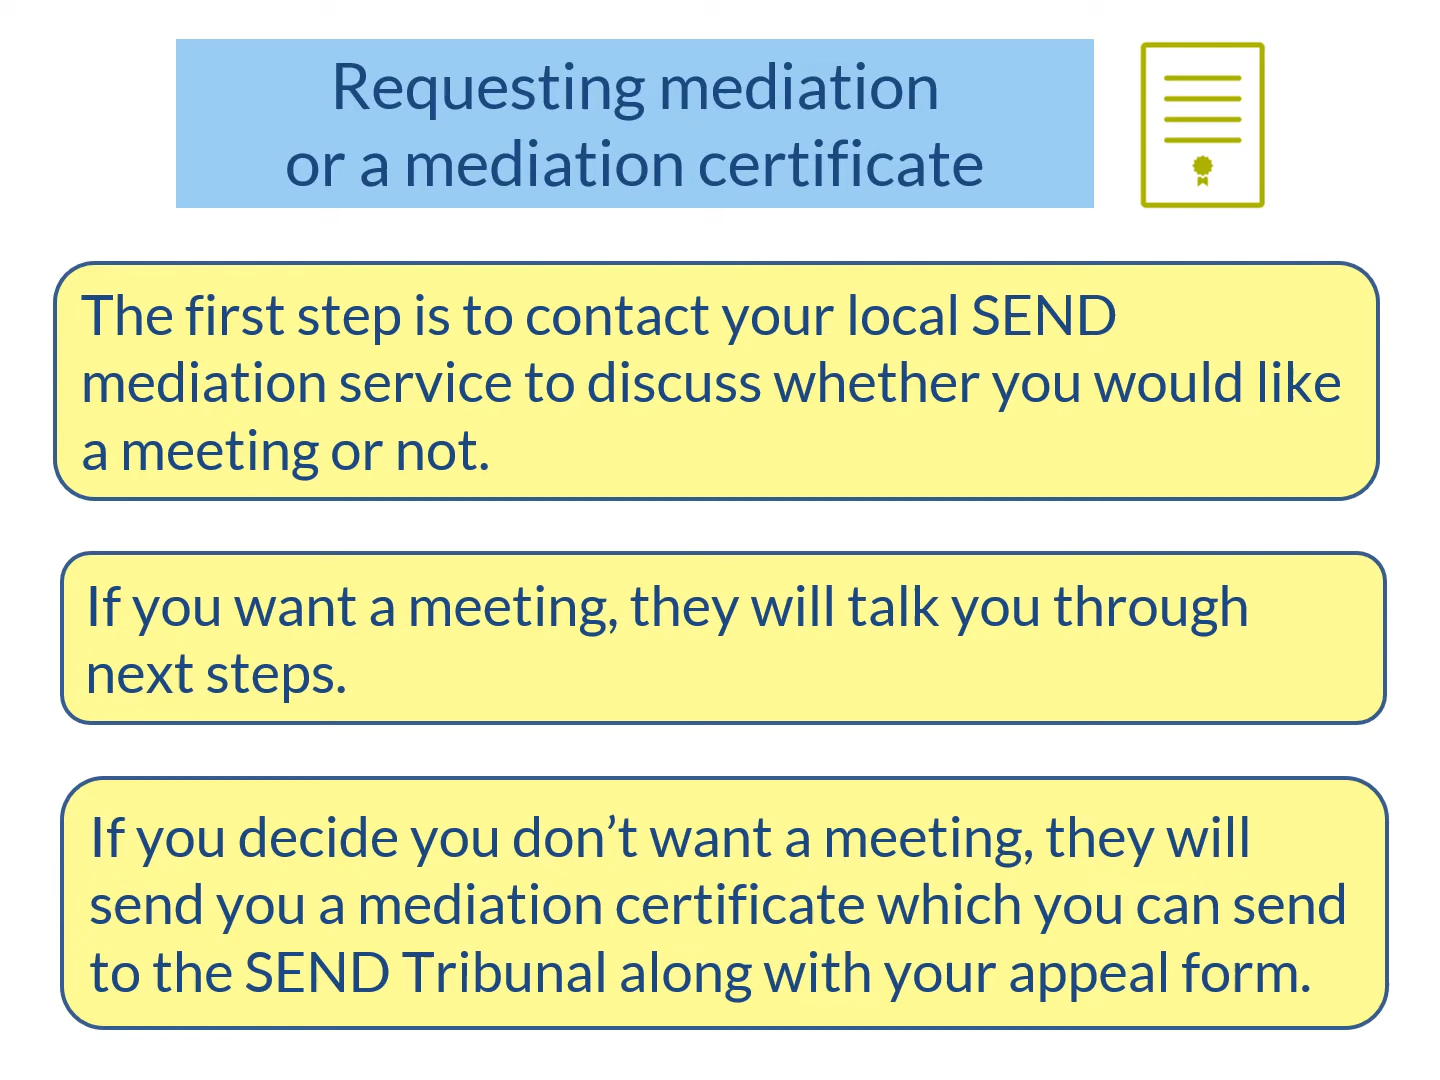 Requesting mediation
or a mediation certificate
The first step is to contact your local SEND
mediation service to discuss whether you would like
a meeting or not.
If you want a meeting, they will talk you through
next steps.
If you decide you don’t want a meeting, they will
send you a mediation certificate which you can send
to the SEND Tribunal along with your appeal form.